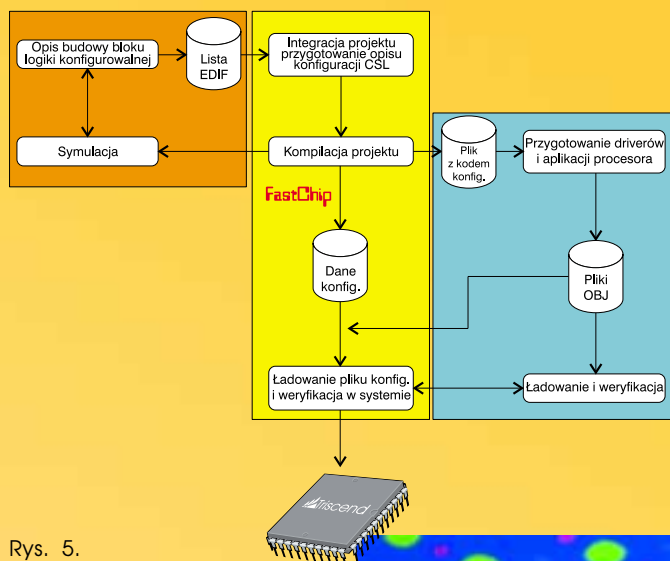 Opis budowy bloku
logiki konfigurowalnej
Lista
EDIF
Integracja projektu
przygotowanie opisu
konfiguracji CSL
Symulacja
Kompilacja projektu
Plik
z kodem
konfig.
Przygotowanie driverów
i aplikacji procesora
FastChip
Dane
konfig.
Pliki
OBJ
Ładowanie pliku konfig.
i weryfikacja w systemie
Ładowanie i weryfikacja
Triscend
Rys. 5.